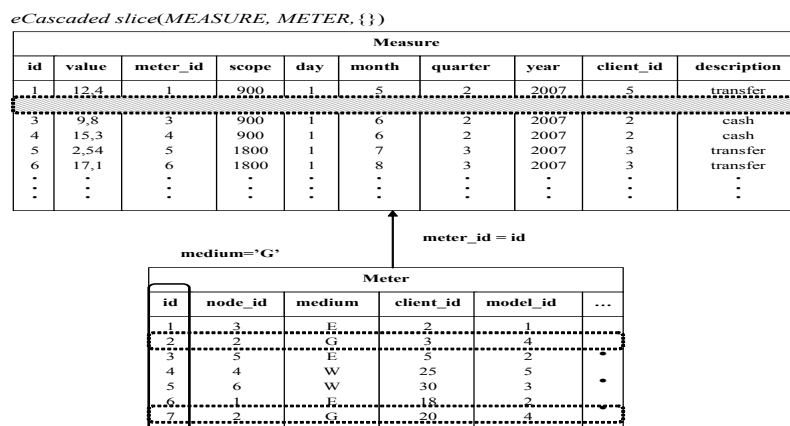 eCascaded slice(MEASURE, METER, {})
Measure
id value meter_id scope day month quarter year client_id description
1 12,4 1 900 1 5 2 2007 5 transfer
3 9,8 3 900 1 6 2 2007 2 cash
4 15,3 4 900 1 6 2 2007 2 cash
5 2,54 5 1800 1 7 3 2007 3 transfer
6 17,1 6 1800 1 8 3 2007 3 transfer
meter_id = id
medium='G'
Meter
id node_id medium client_id model_id ...
1 3 E 2 1
2 2 G 3 4
3 5 E 5 2
4 4 W 25 5
5 6 W 30 3
6 1 E 18 2
7 2 G 20 4